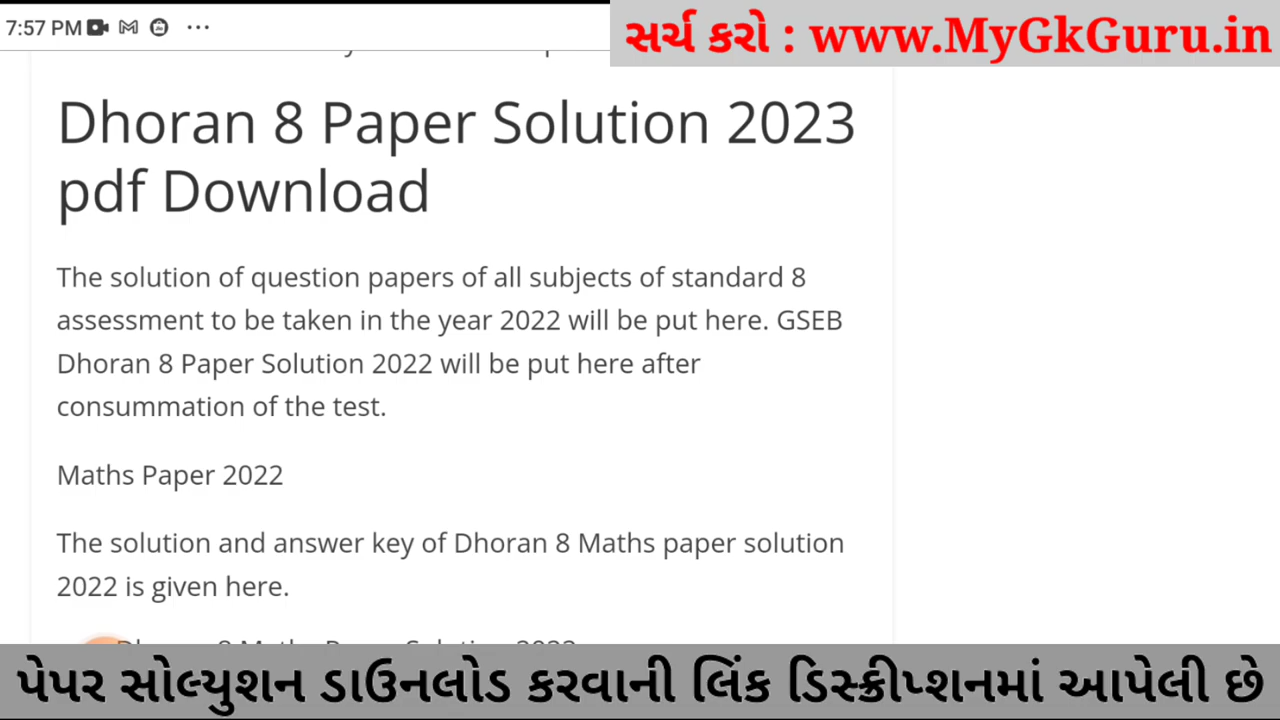 7:57 PM
સર્ચ કરો : www.MyGkGuru.in
Dhoran 8 Paper Solution 2023
pdf Download
The solution of question papers of all subjects of standard 8
assessment to be taken in the year 2022 will be put here. GSEB
Dhoran 8 Paper Solution 2022 will be put here after
consummation of the test.
Maths Paper 2022
The solution and answer key of Dhoran 8 Maths paper solution
2022 is given here.
પેપર સોલ્યુશન ડાઉનલોડ કરવાની લિંક ડિસ્ક્રીપ્શનમાં આપેલી છે